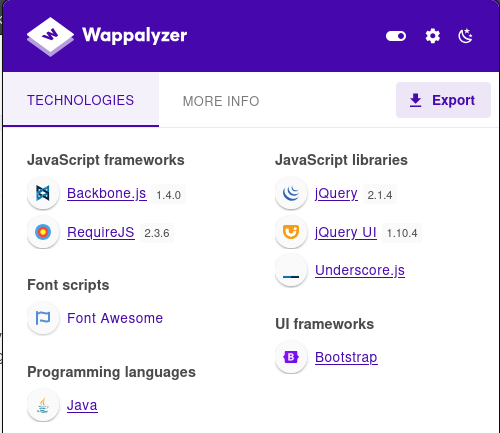 Wappalyzer
TECHNOLOGIES
MORE INFO
Export
JavaScript frameworks
Backbone.js 1.4.0
RequireJS 2.3.6
Font scripts
Font Awesome
Programming languages
Java
JavaScript libraries
jQuery 2.1.4
jQuery UI 1.10.4
Underscore.js
UI frameworks
Bootstrap